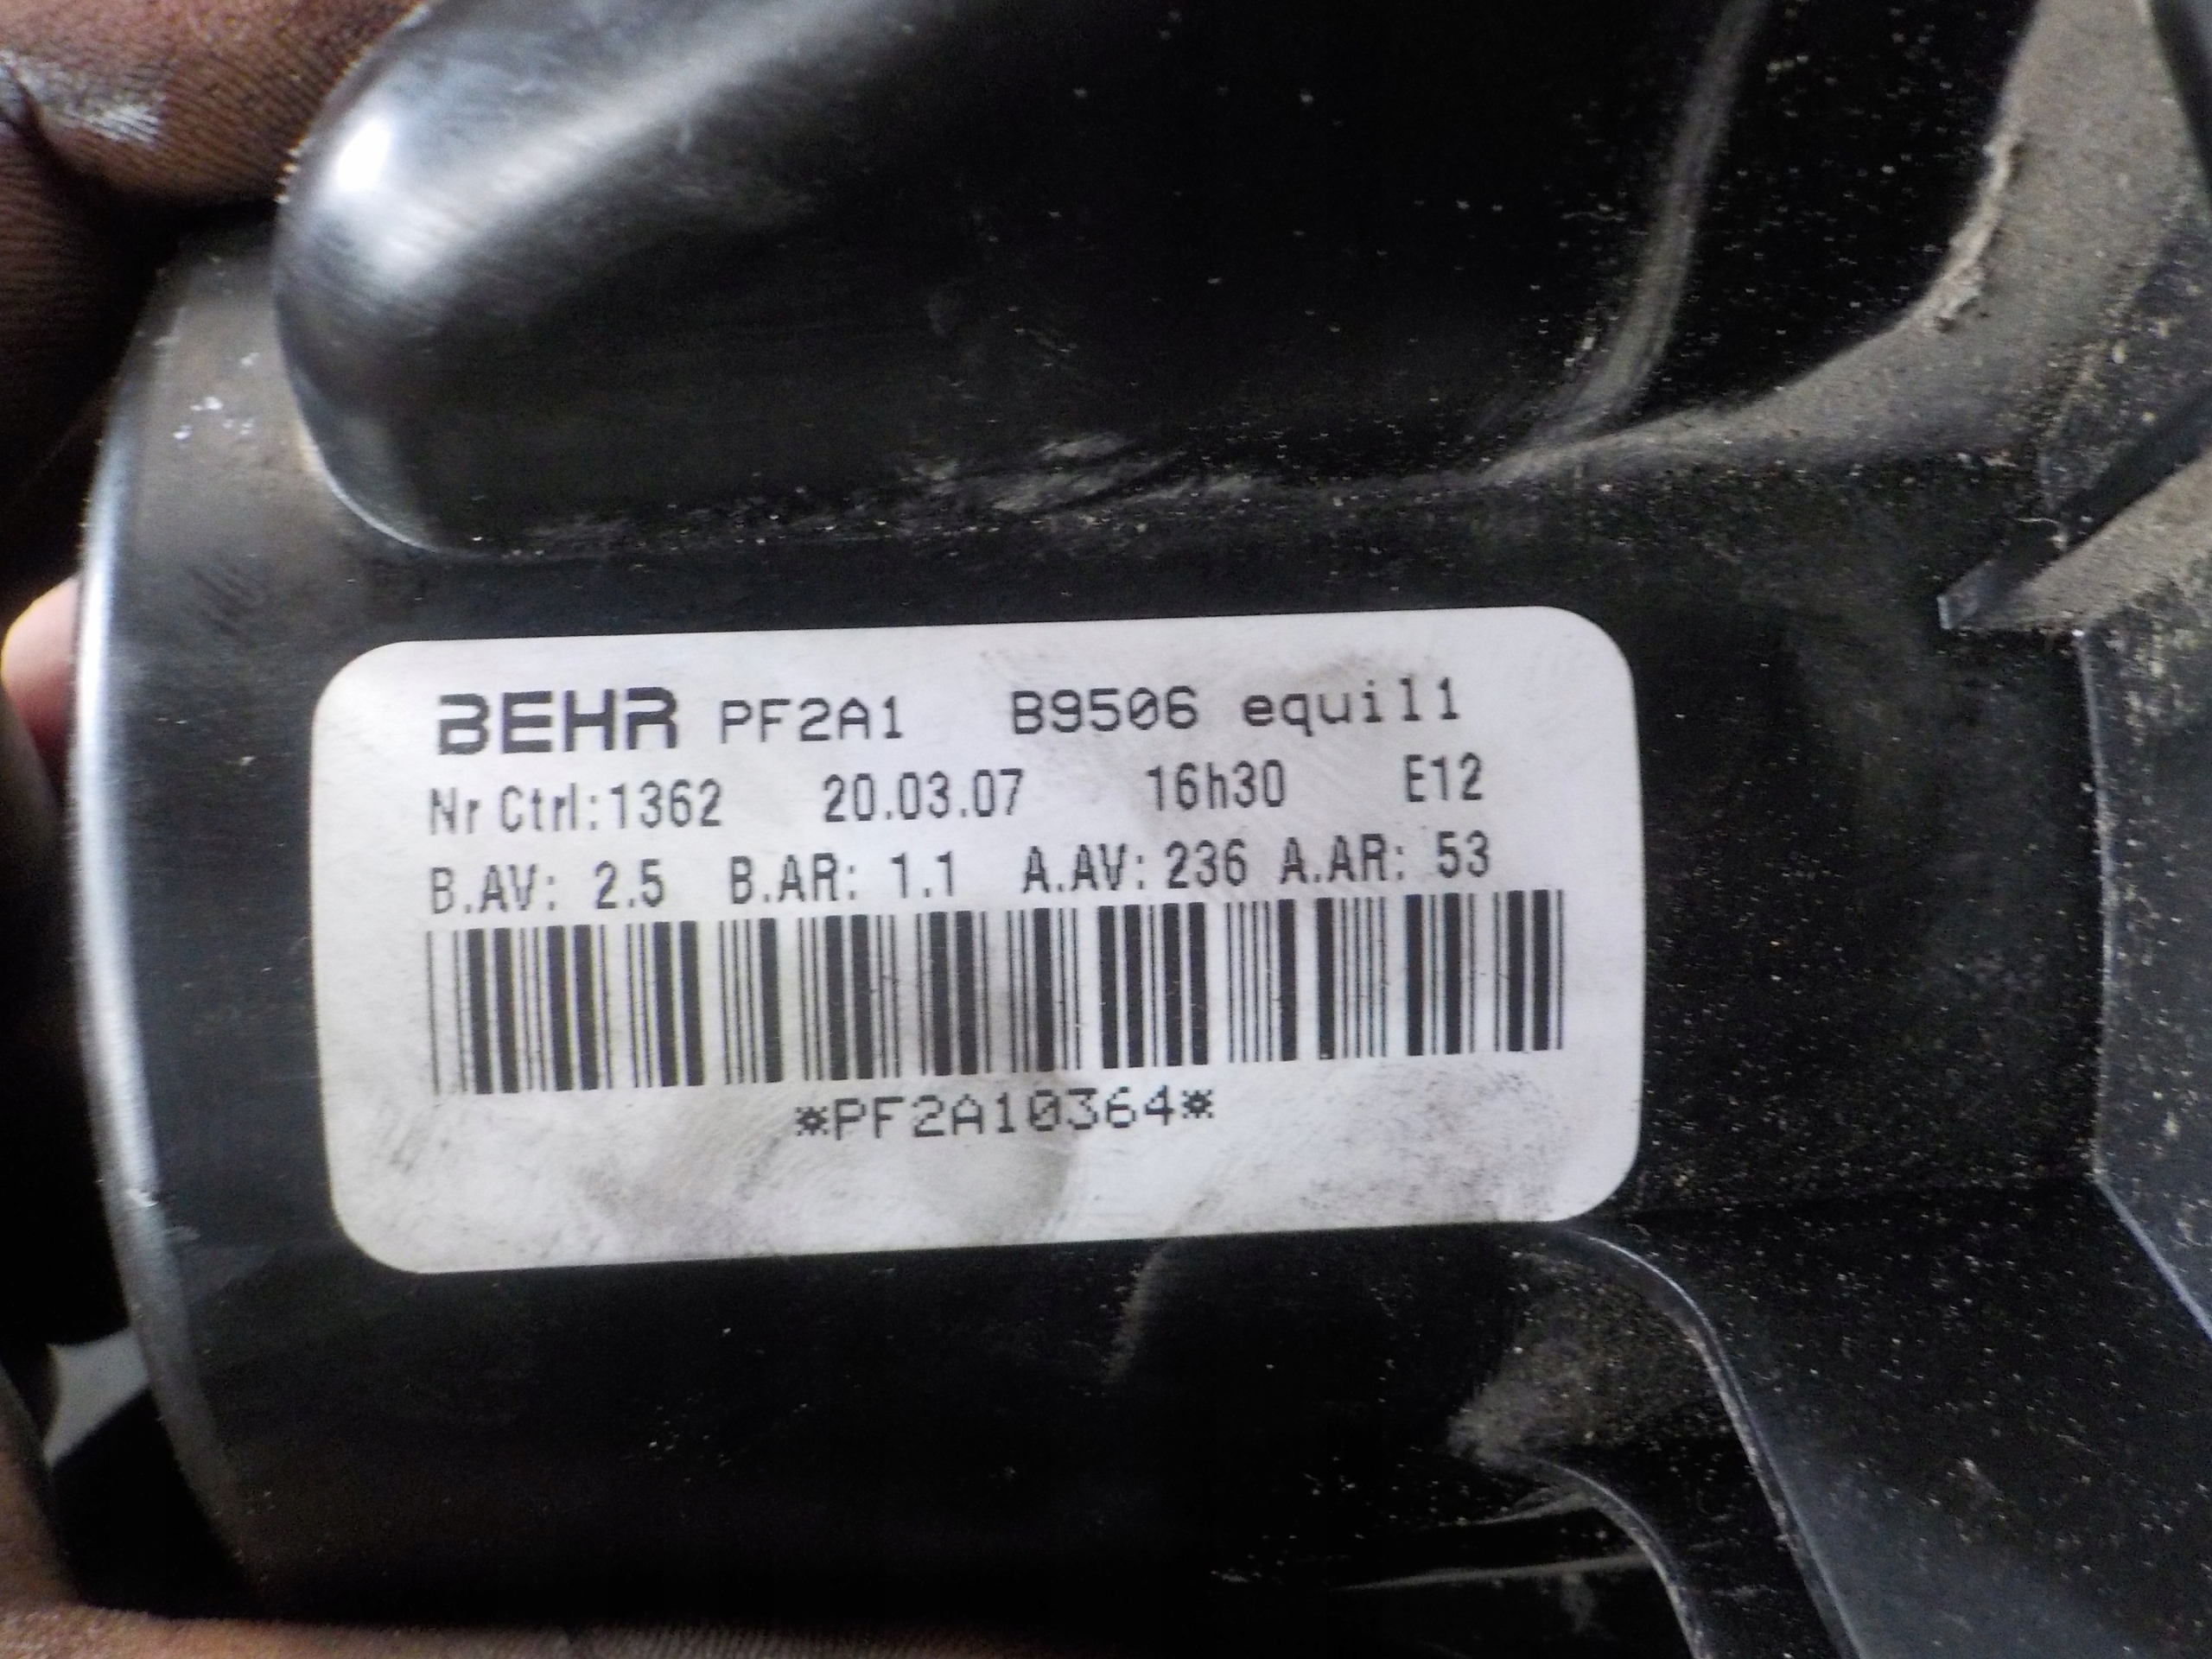 BEHR PF2A1 B9506 equil1
Nr Ctrl:1362 20.03.07 16h30 E12
B.AV: 2.5 B.AR: 1.1 A.AV: 236 A.AR: 53
*PF2A10364*